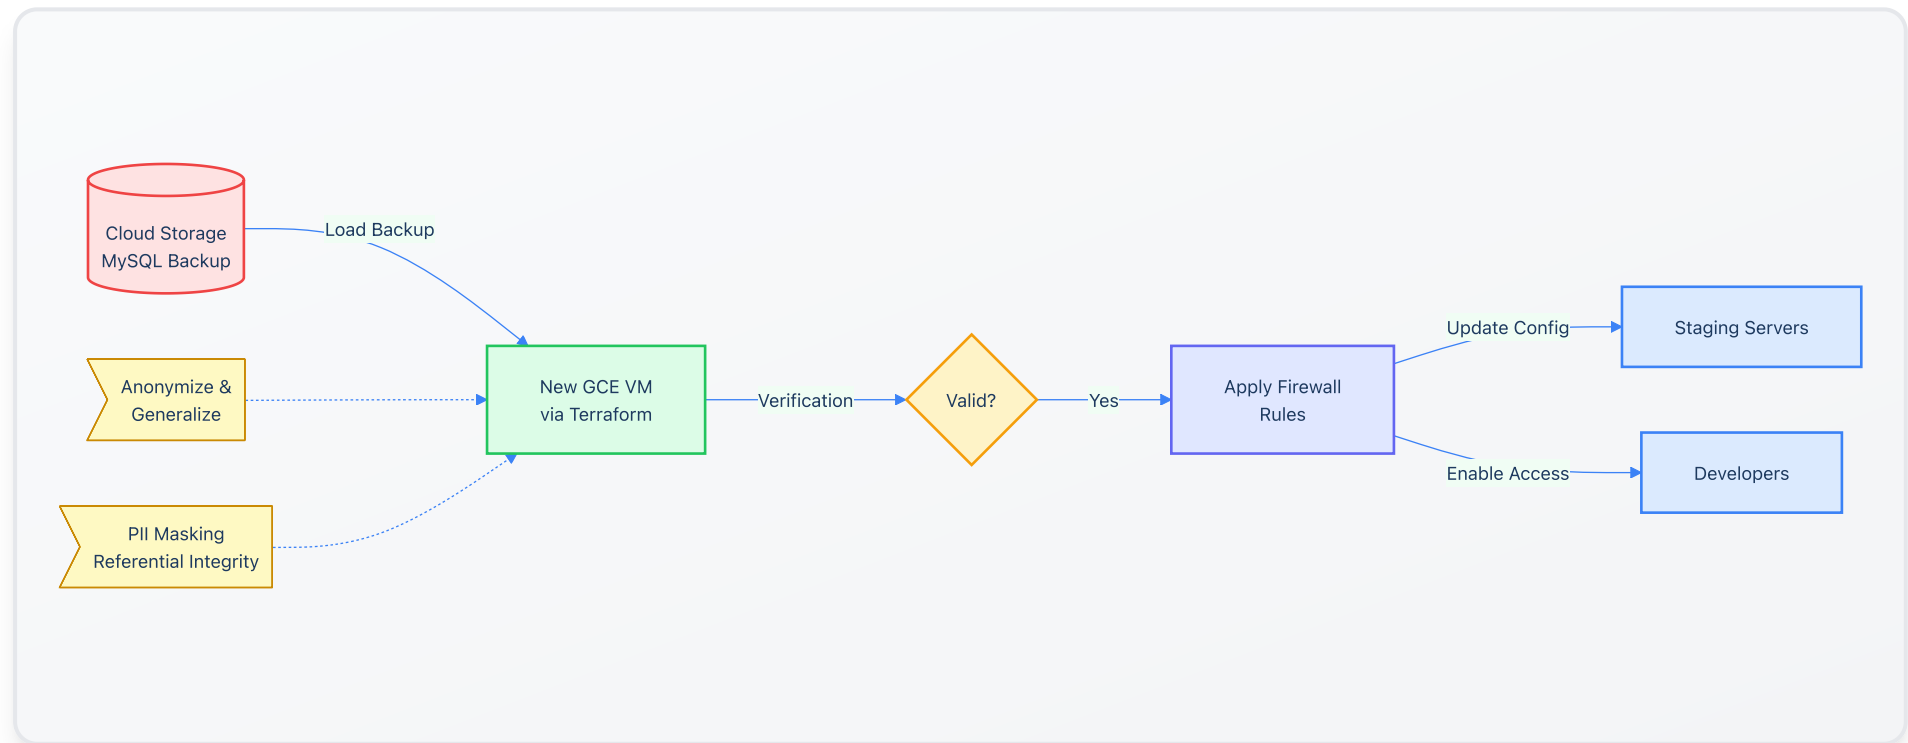 Cloud Storage
MySQL Backup
Load Backup
Anonymize &
Generalize
PII Masking
Referential Integrity
New GCE VM
via Terraform
Verification
Valid?
Yes
Apply Firewall
Rules
Update Config
Staging Servers
Enable Access
Developers